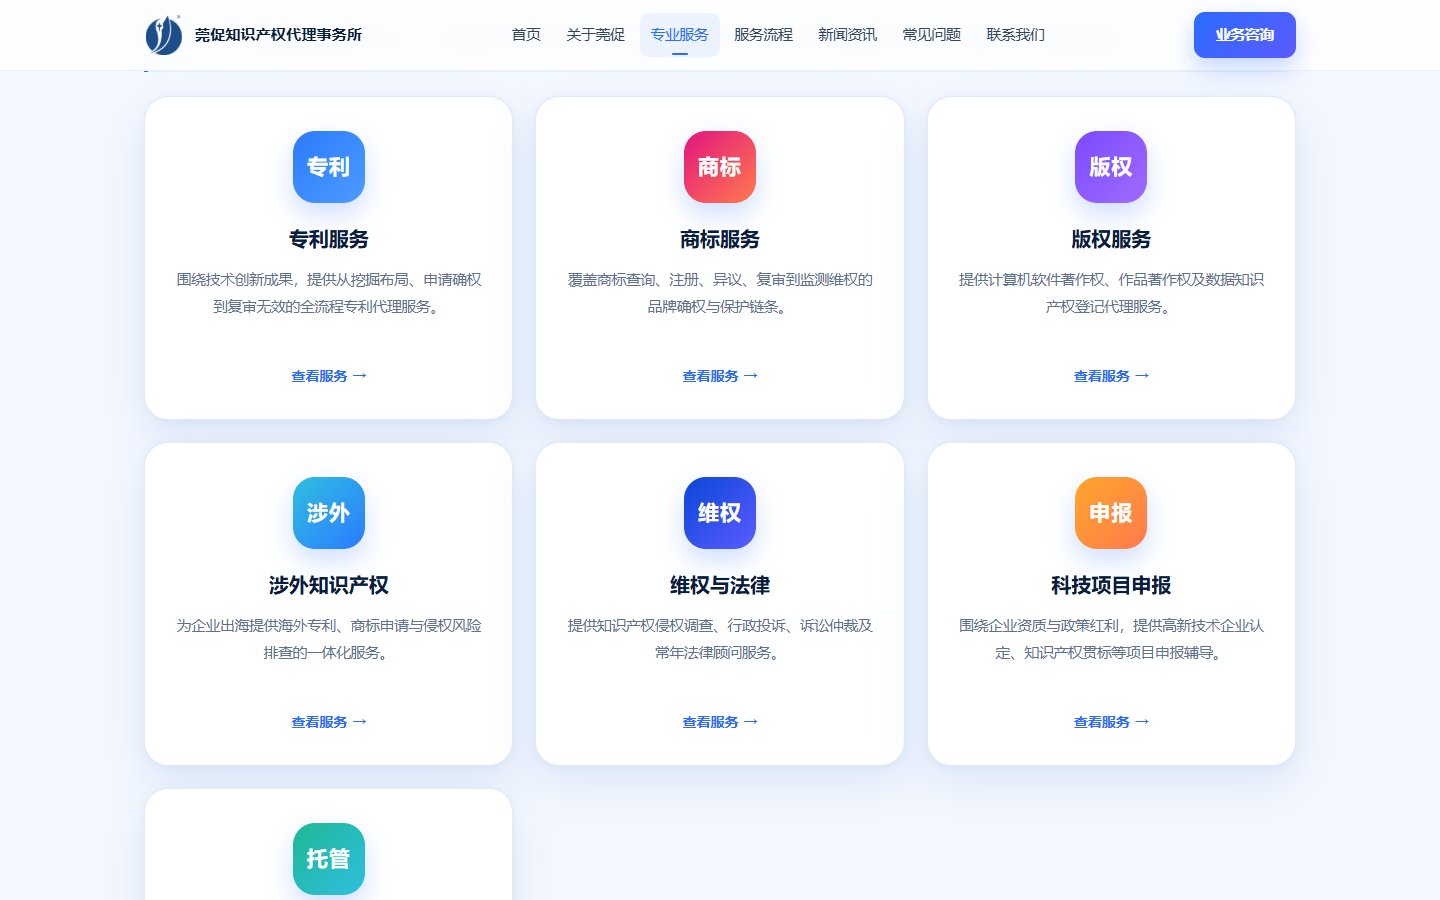 莞促知识产权代理事务所
首页
关于莞促
专业服务
服务流程
新闻资讯
常见问题
联系我们
业务咨询
专利
专利服务
围绕技术创新成果，提供从挖掘布局、申请确权
到复审无效的全流程专利代理服务。
查看服务 →
商标
商标服务
覆盖商标查询、注册、异议、复审到监测维权的
品牌确权与保护链条。
查看服务 →
版权
版权服务
提供计算机软件著作权、作品著作权及数据知识
产权登记代理服务。
查看服务 →
涉外
涉外知识产权
为企业出海提供海外专利、商标申请与侵权风险
排查的一体化服务。
查看服务 →
维权
维权与法律
提供知识产权侵权调查、行政投诉、诉讼仲裁及
常年法律顾问服务。
查看服务 →
申报
科技项目申报
围绕企业资质与政策红利，提供高新技术企业认
定、知识产权贯标等项目申报辅导。
查看服务 →
托管